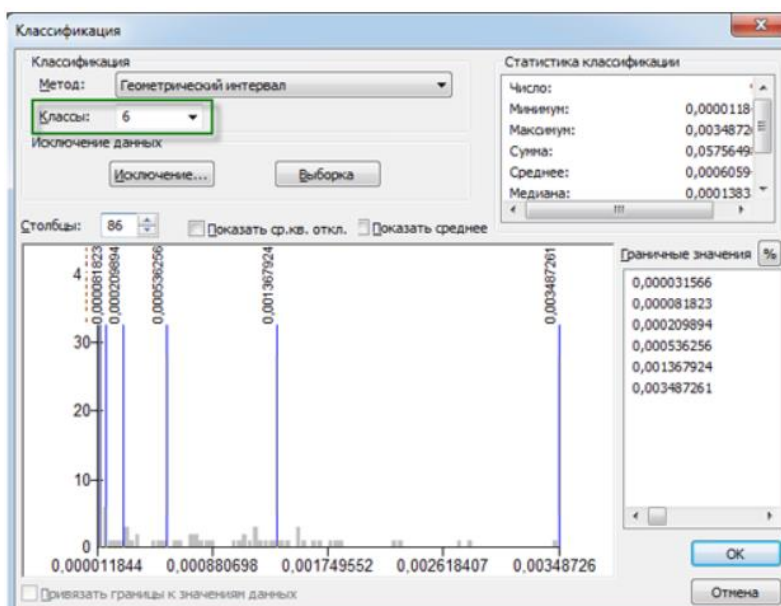 Классификация
Классификация
Метод: Геометрический интервал
Классы: 6
Исключение данных
Исключение... Выборка
Статистика классификации
Число:
Минимум: 0,0000118
Максимум: 0,0034872
Сумма: 0,0575649
Среднее: 0,0006059
Медиана: 0,0001383
Столбцы: 86 Показать ср.кв. откл. Показать среднее
Граничные значения %
0,000081823
0,000209894
0,000536256
0,001367924
0,003487261
4
30
20
10
0
0,000011844 0,000880698 0,001749552 0,002618407 0,00348726
0,000031566
0,000081823
0,000209894
0,000536256
0,001367924
0,003487261
OK
Отмена
Привязать границы к значениям данных